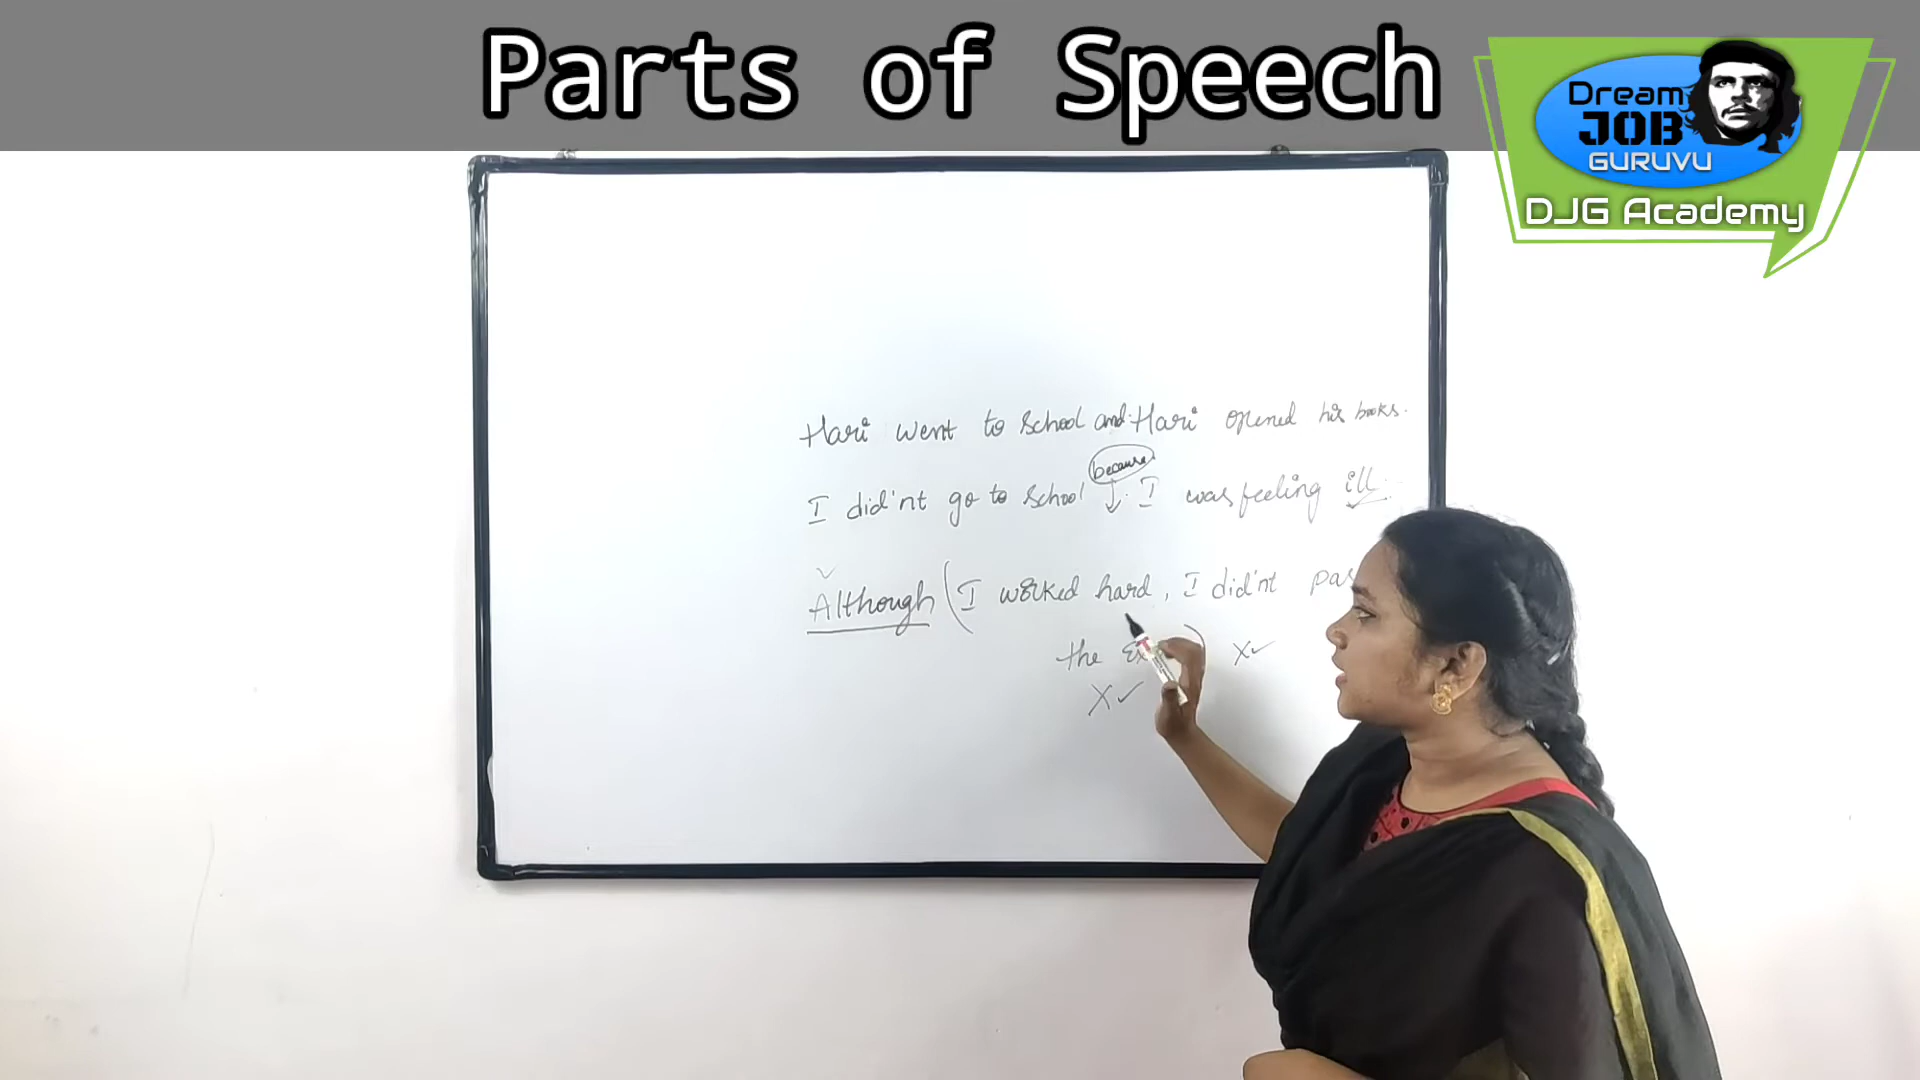 Parts of Speech
Dream
JOB
GURUVU
DJG Academy
Hari went to school and Hari opened his books.
because
I did'nt go to school I was feeling ill.
Although (I worked hard, I did'nt
the ) X✓
X✓